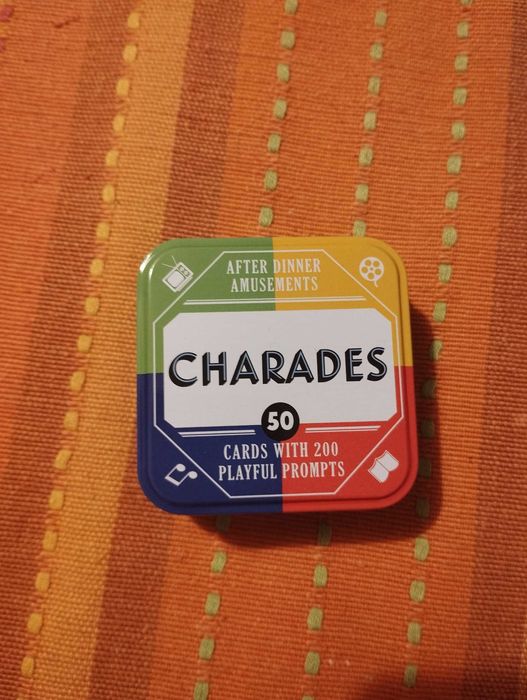 AFTER DINNER
AMUSEMENTS
CHARADES
50
CARDS WITH 200
PLAYFUL PROMPTS